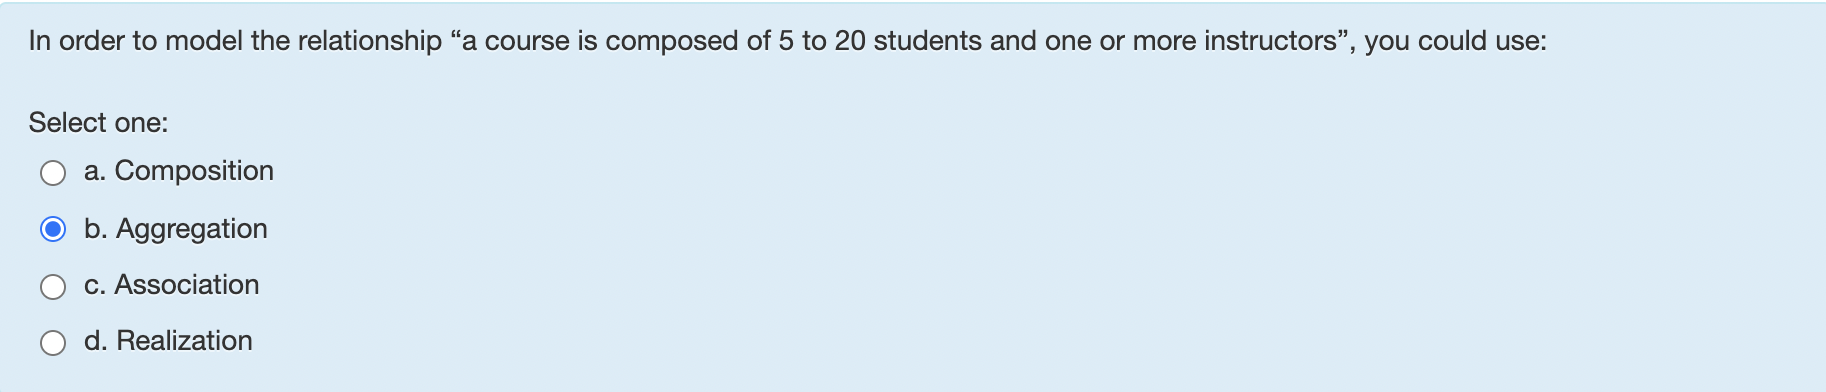 In order to model the relationship “a course is composed of 5 to 20 students and one or more instructors”, you could use:
Select one:
a. Composition
b. Aggregation
c. Association
d. Realization